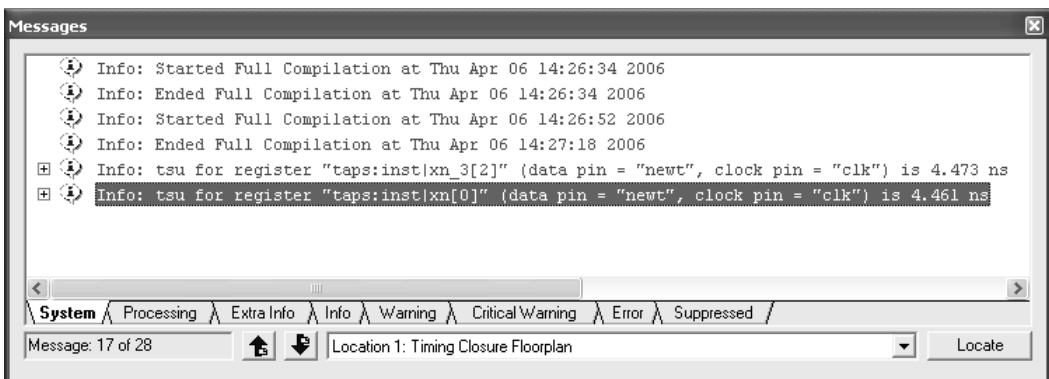 Messages
Info: Started Full Compilation at Thu Apr 06 14:26:34 2006
Info: Ended Full Compilation at Thu Apr 06 14:26:34 2006
Info: Started Full Compilation at Thu Apr 06 14:26:52 2006
Info: Ended Full Compilation at Thu Apr 06 14:27:18 2006
Info: tsu for register "taps:inst|xn_3[2]" (data pin = "newt", clock pin = "clk") is 4.473 ns
Info: tsu for register "taps:inst|xn[0]" (data pin = "newt", clock pin = "clk") is 4.461 ns
System Processing Extra Info Info Warning Critical Warning Error Suppressed
Message: 17 of 28 Location 1: Timing Closure Floorplan Locate